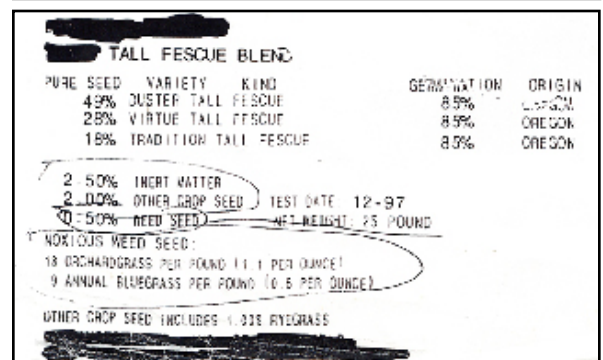 TALL FESCUE BLEND
PURE SEED VARIETY KIND GERMINATION ORIGIN
49% DUSTER TALL FESCUE 85% OREGON
28% VIRTUE TALL FESCUE 85% OREGON
18% TRADITION TALL FESCUE 85% OREGON
2.50% INERT MATTER
2.00% OTHER CROP SEED TEST DATE: 12-97
0.50% WEED SEED NET WEIGHT: 25 POUND
NOXIOUS WEED SEED:
18 ORCHARDGRASS PER POUND (1.1 PER OUNCE)
9 ANNUAL BLUEGRASS PER POUND (0.6 PER OUNCE)
OTHER CROP SEED INCLUDES 1.00% RYEGRASS